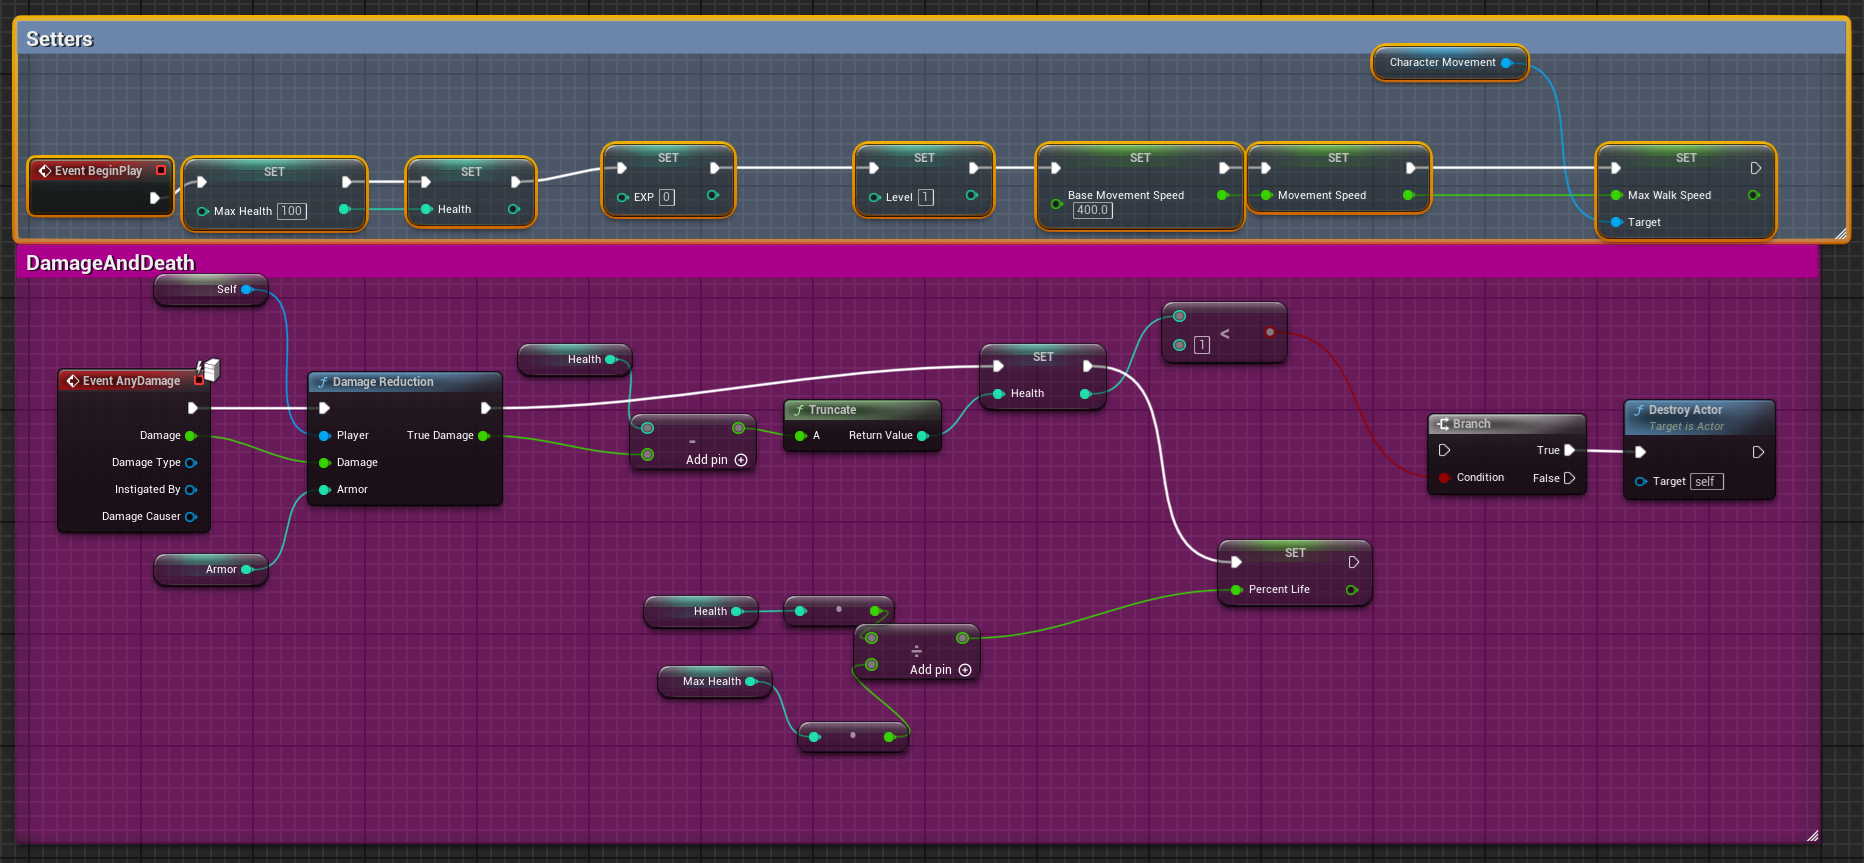 Setters
Character Movement
Event BeginPlay
SET
Max Health 100
SET
Health
SET
EXP 0
SET
Level 1
SET
Base Movement Speed
400.0
SET
Movement Speed
SET
Max Walk Speed
Target
DamageAndDeath
Self
Event AnyDamage
Damage
Damage Type
Instigated By
Damage Causer
Armor
f Damage Reduction
Player
True Damage
Damage
Armor
Health
-
Add pin
f Truncate
A
Return Value
SET
Health
<
1
Branch
True
Condition
False
f Destroy Actor
Target is Actor
Target self
SET
Percent Life
Health
÷
Add pin
Max Health